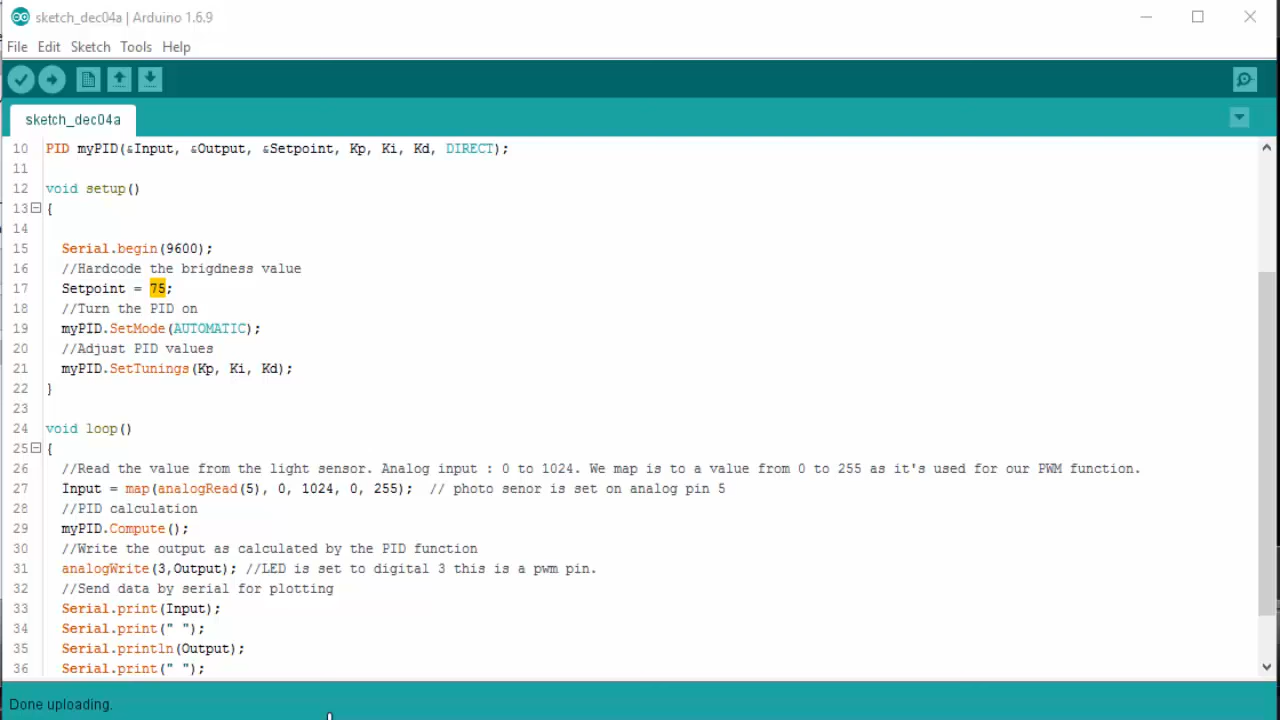 sketch_dec04a | Arduino 1.6.9
File Edit Sketch Tools Help
sketch_dec04a
10 PID myPID(&Input, &Output, &Setpoint, Kp, Ki, Kd, DIRECT);
11
12 void setup()
13 {
14
15 Serial.begin(9600);
16 //Hardcode the brigdness value
17 Setpoint = 75;
18 //Turn the PID on
19 myPID.SetMode(AUTOMATIC);
20 //Adjust PID values
21 myPID.SetTunings(Kp, Ki, Kd);
22 }
23
24 void loop()
25 {
26 //Read the value from the light sensor. Analog input : 0 to 1024. We map is to a value from 0 to 255 as it's used for our PWM function.
27 Input = map(analogRead(5), 0, 1024, 0, 255);  // photo senor is set on analog pin 5
28 //PID calculation
29 myPID.Compute();
30 //Write the output as calculated by the PID function
31 analogWrite(3,Output); //LED is set to digital 3 this is a pwm pin.
32 //Send data by serial for plotting
33 Serial.print(Input);
34 Serial.print(" ");
35 Serial.println(Output);
36 Serial.print(" ");
Done uploading.